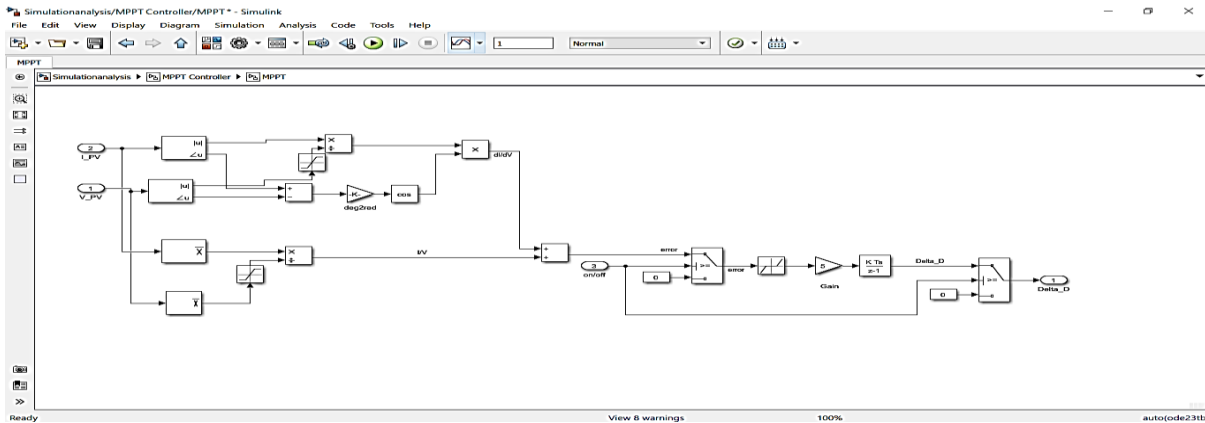 Simulationanalysis/MPPT Controller/MPPT * - Simulink
File Edit View Display Diagram Simulation Analysis Code Tools Help
1 Normal
MPPT
Simulationanalysis MPPT Controller MPPT
2
I_PV
|u|
∠u
×
÷
×
dI/dV
1
V_PV
|u|
∠u
+
−
-K-
deg2rad
cos
x
×
÷
I/V
x
+
+
error
3
on/off
>=
0
error
5
Gain
K Ts
z-1
Delta_D
>=
0
1
Delta_D
Ready View 8 warnings 100% auto(ode23tb